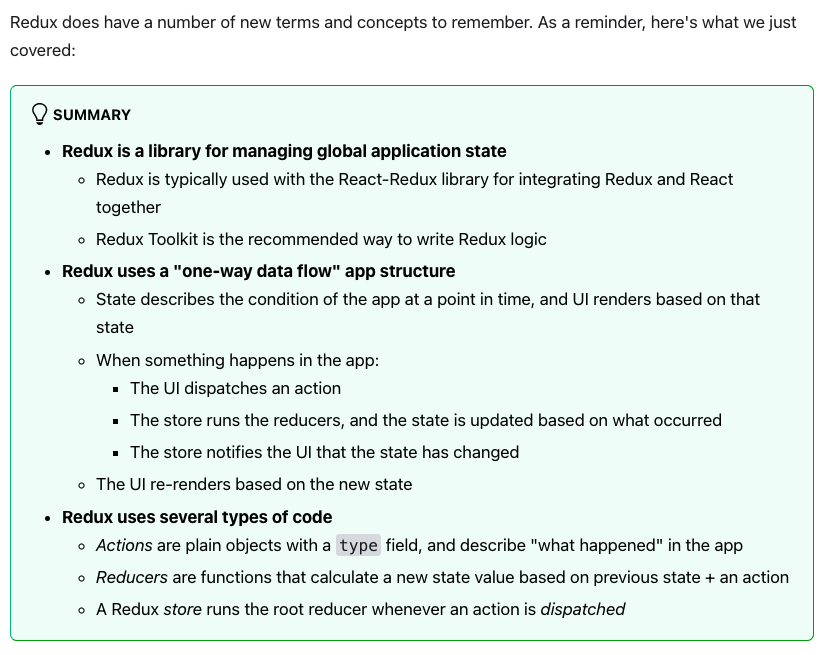 Redux does have a number of new terms and concepts to remember. As a reminder, here's what we just
covered:
SUMMARY
• Redux is a library for managing global application state
◦ Redux is typically used with the React-Redux library for integrating Redux and React
together
◦ Redux Toolkit is the recommended way to write Redux logic
• Redux uses a "one-way data flow" app structure
◦ State describes the condition of the app at a point in time, and UI renders based on that
state
◦ When something happens in the app:
▪ The UI dispatches an action
▪ The store runs the reducers, and the state is updated based on what occurred
▪ The store notifies the UI that the state has changed
◦ The UI re-renders based on the new state
• Redux uses several types of code
◦ Actions are plain objects with a type field, and describe "what happened" in the app
◦ Reducers are functions that calculate a new state value based on previous state + an action
◦ A Redux store runs the root reducer whenever an action is dispatched